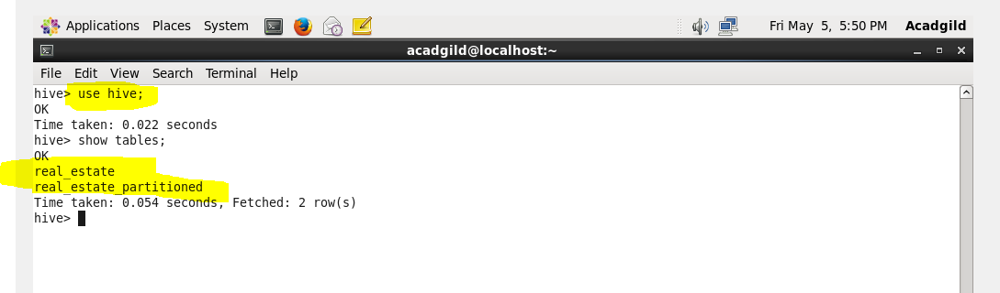 Applications Places System Fri May 5, 5:50 PM Acadgild
acadgild@localhost:~
File Edit View Search Terminal Help
hive> use hive;
OK
Time taken: 0.022 seconds
hive> show tables;
OK
real_estate
real_estate_partitioned
Time taken: 0.054 seconds, Fetched: 2 row(s)
hive>